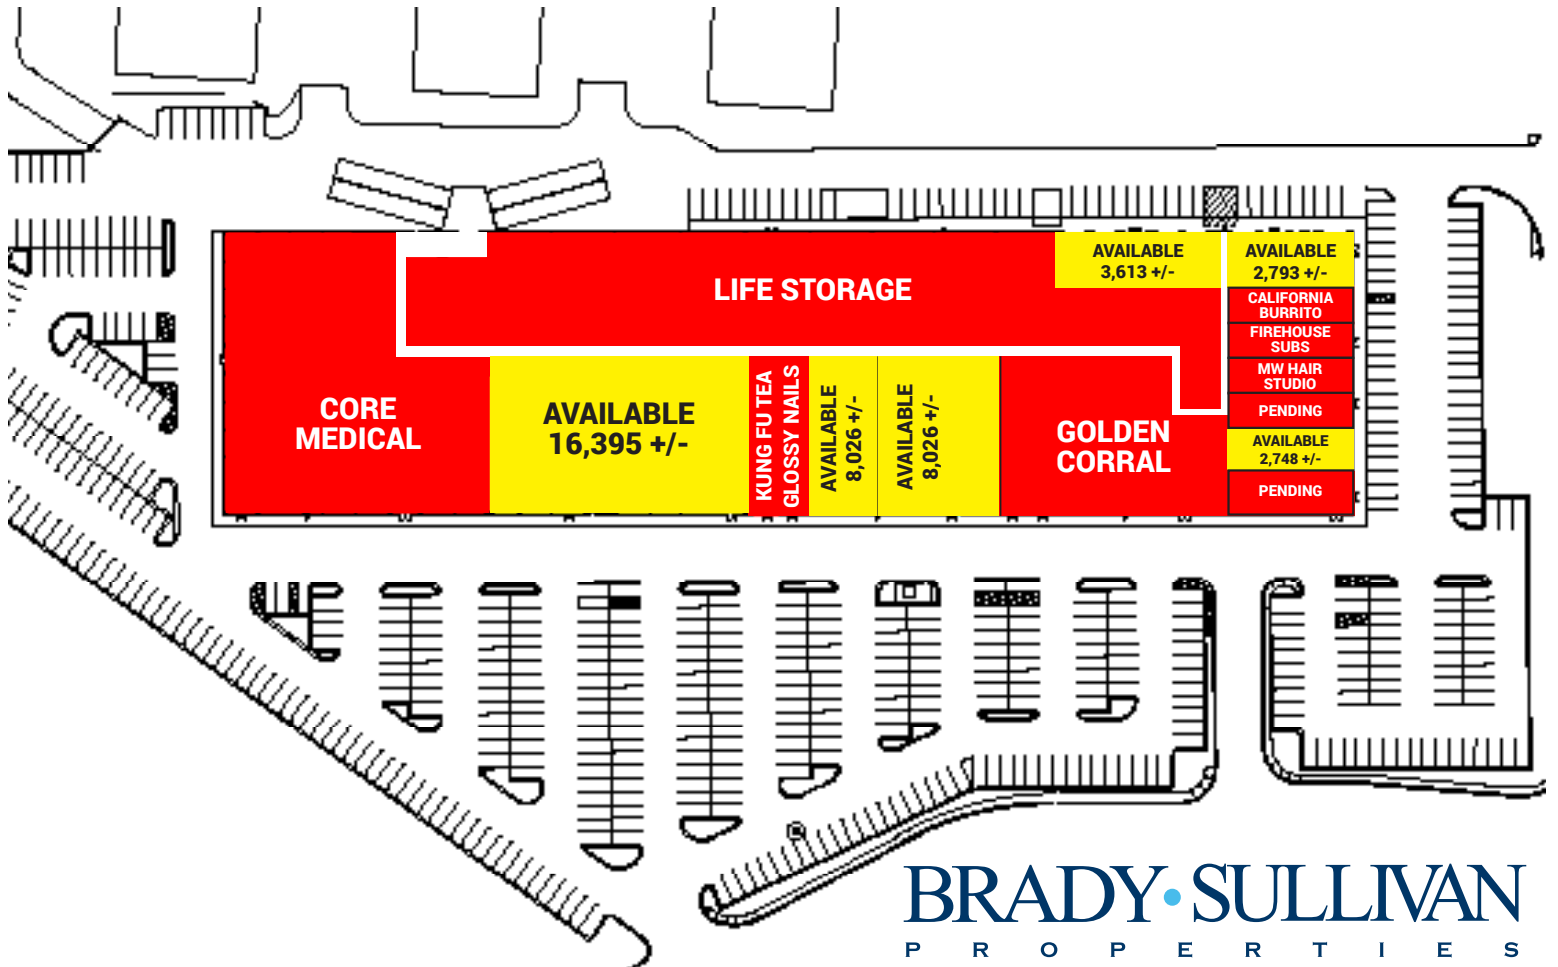 LIFE STORAGE
AVAILABLE
3,613 +/-
AVAILABLE
2,793 +/-
CALIFORNIA
BURRITO
FIREHOUSE
SUBS
MW HAIR
STUDIO
PENDING
AVAILABLE
2,748 +/-
PENDING
CORE
MEDICAL
AVAILABLE
16,395 +/-
KUNG FU TEA
GLOSSY NAILS
AVAILABLE
8,026 +/-
AVAILABLE
8,026 +/-
GOLDEN
CORRAL
BRADY•SULLIVAN
PROPERTIES